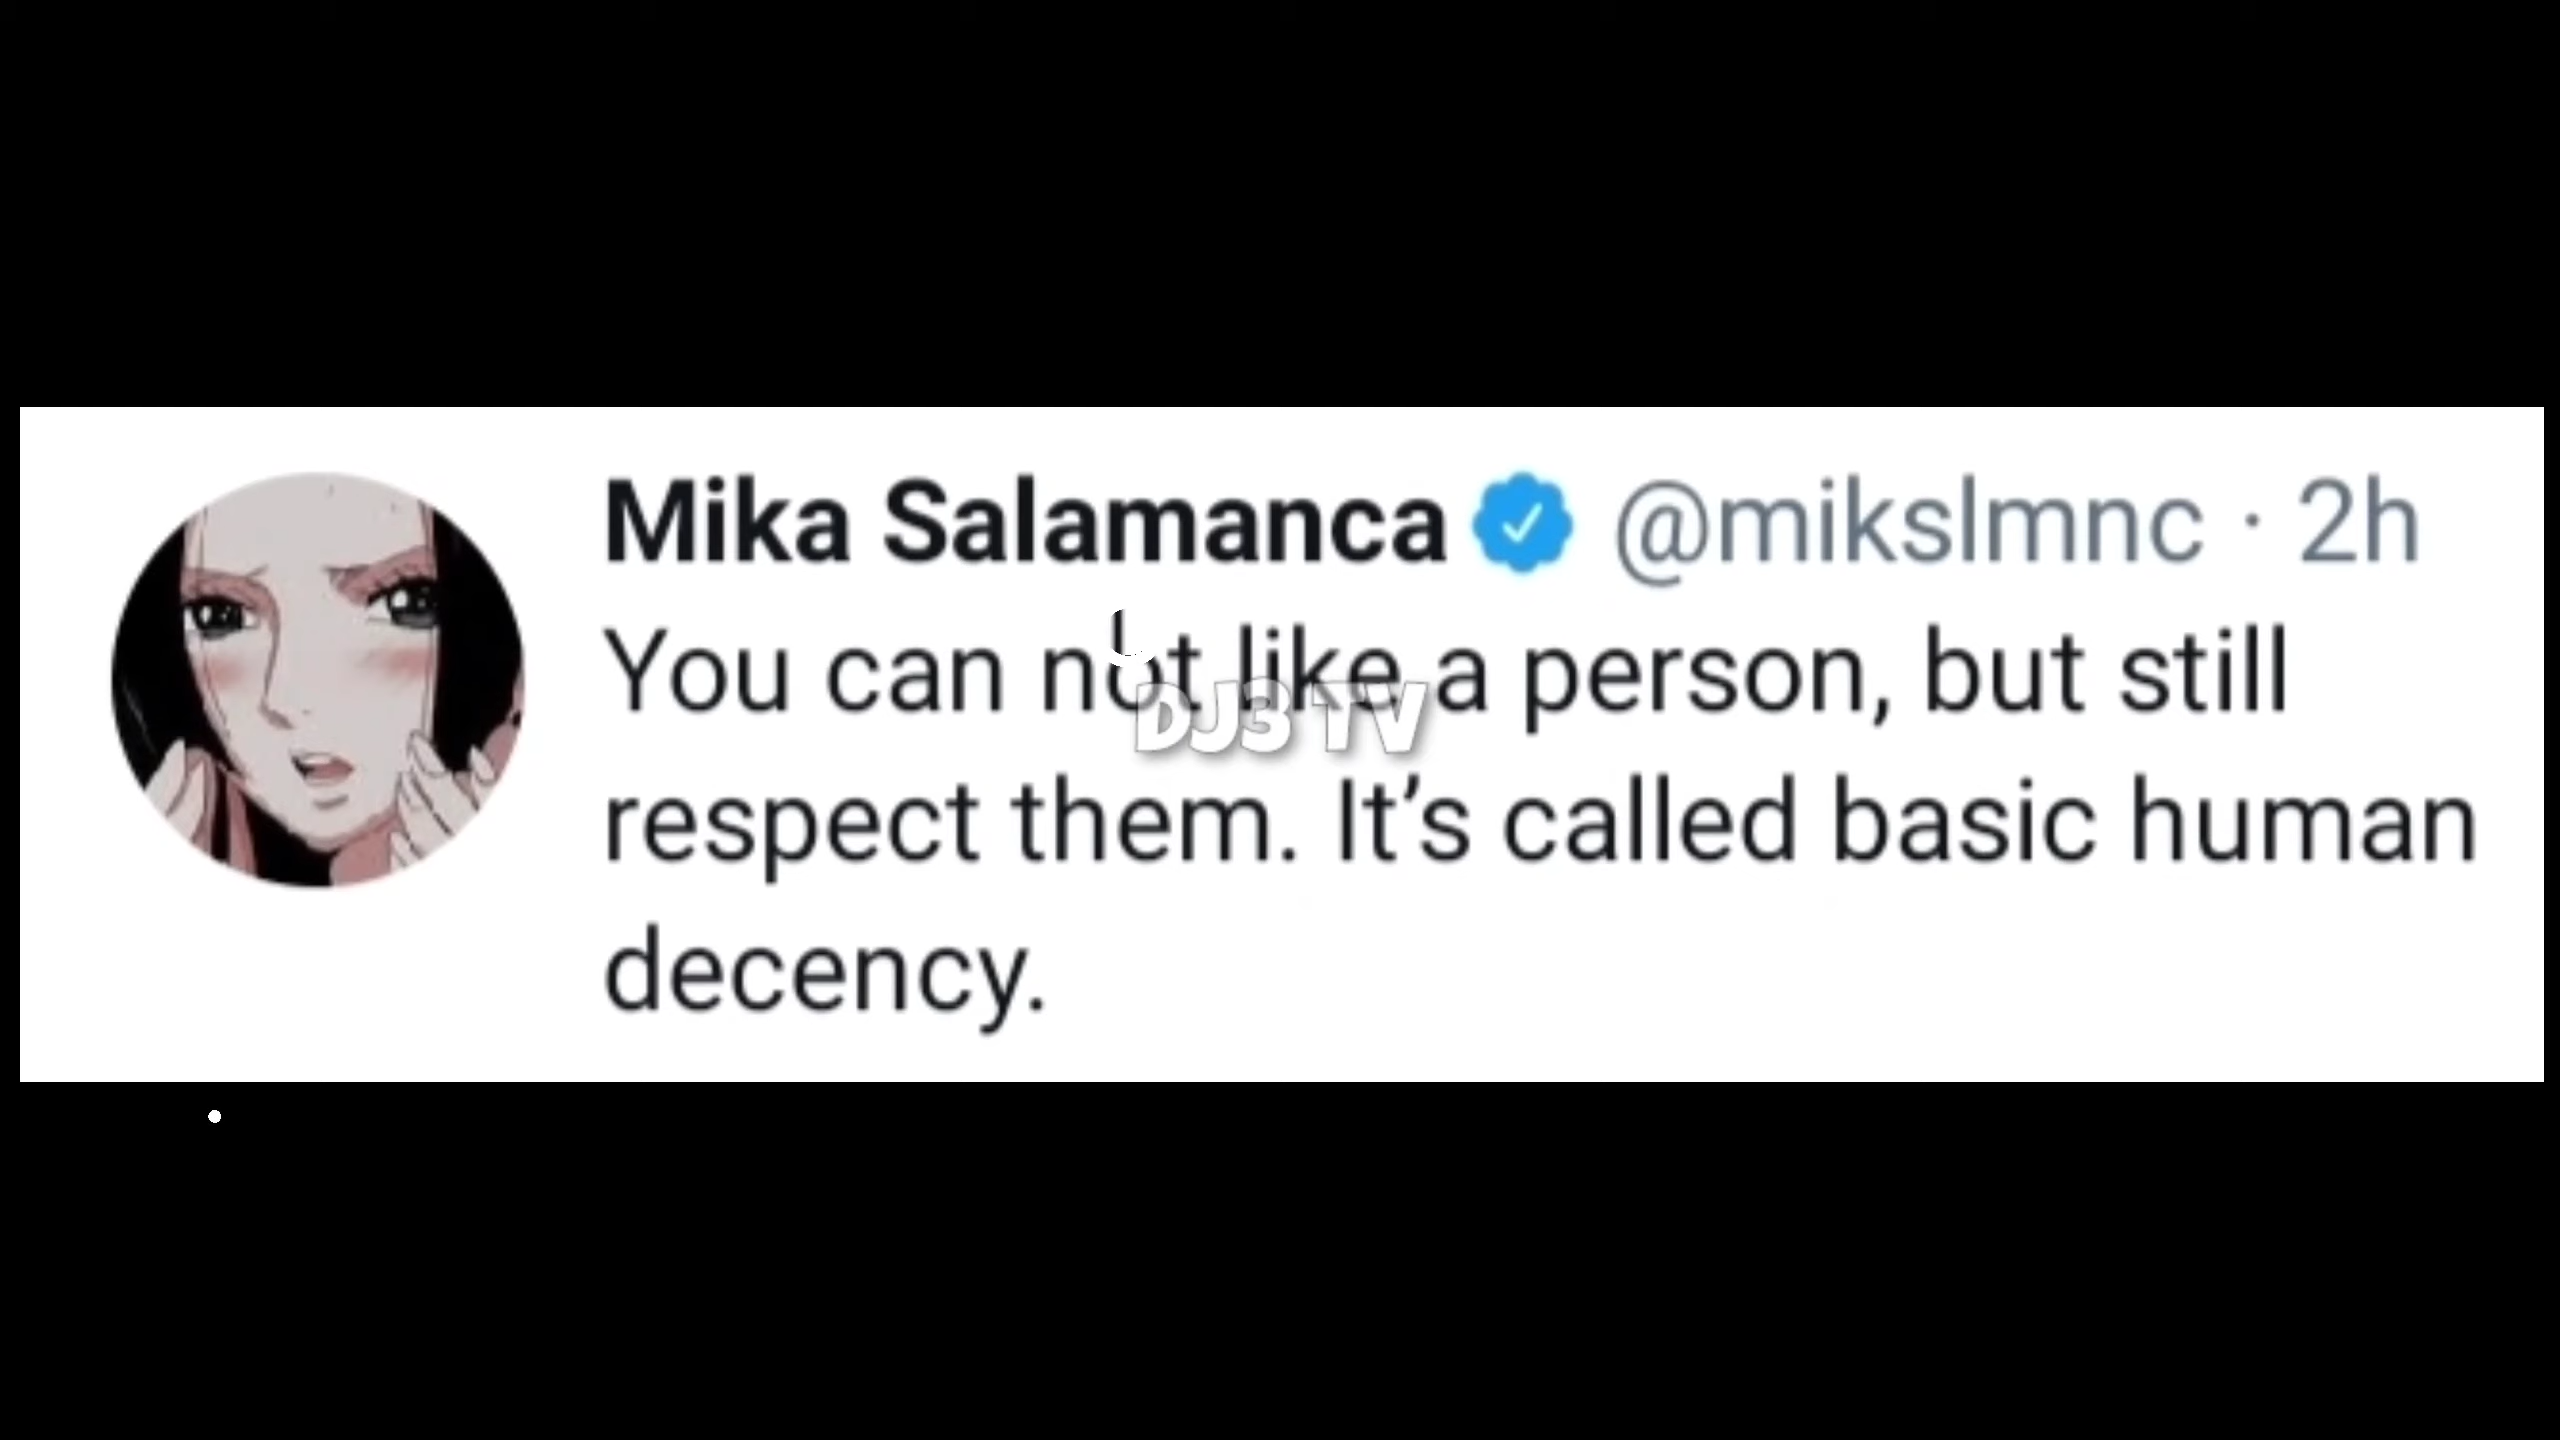 Mika Salamanca @mikslmnc · 2h
You can not like a person, but still
DJ3 TV
respect them. It’s called basic human
decency.